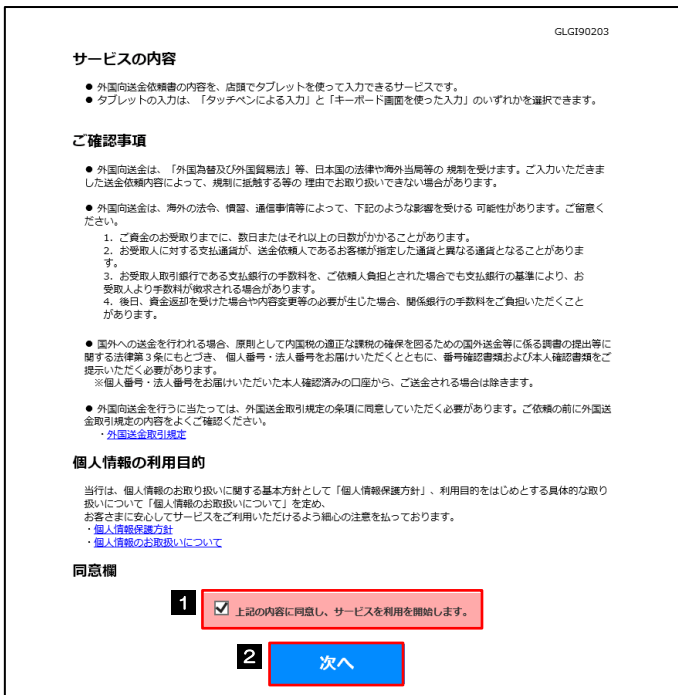 GLGI90203
サービスの内容
● 外国向送金依頼書の内容を、店頭でタブレットを使って入力できるサービスです。
● タブレットの入力は、「タッチペンによる入力」と「キーボード画面を使った入力」のいずれかを選択できます。
ご確認事項
● 外国向送金は、「外国為替及び外国貿易法」等、日本国の法律や海外当局等の 規制を受けます。ご入力いただきま
した送金依頼内容によって、規制に抵触する等の 理由でお取り扱いできない場合があります。
● 外国向送金は、海外の法令、慣習、通信事情等によって、下記のような影響を受ける 可能性があります。ご留意く
ださい。
1．ご資金のお受取りまでに、数日またはそれ以上の日数がかかることがあります。
2．お受取人に対する支払通貨が、送金依頼人であるお客様が指定した通貨と異なる通貨となることがありま
す。
3．お受取人取引銀行である支払銀行の手数料を、ご依頼人負担とされた場合でも支払銀行の基準により、お
受取人より手数料が徴求される場合があります。
4．後日、資金返却を受けた場合や内容変更等の必要が生じた場合、関係銀行の手数料をご負担いただくこと
があります。
● 国外への送金を行われる場合、原則として内国税の適正な課税の確保を図るための国外送金等に係る調書の提出等に
関する法律第３条にもとづき、 個人番号・法人番号をお届けいただくとともに、番号確認書類および本人確認書類をご
提示いただく必要があります。
※個人番号・法人番号をお届けいただいた本人確認済みの口座から、ご送金される場合は除きます。
● 外国向送金を行うに当たっては、外国送金取引規定の条項に同意していただく必要があります。ご依頼の前に外国送
金取引規定の内容をよくご確認ください。
・外国送金取引規定
個人情報の利用目的
当行は、個人情報のお取り扱いに関する基本方針として「個人情報保護方針」、利用目的をはじめとする具体的な取り
扱いについて「個人情報のお取扱いについて」を定め、
お客さまに安心してサービスをご利用いただけるよう細心の注意を払っております。
・個人情報保護方針
・個人情報のお取扱いについて
同意欄
1
上記の内容に同意し、サービスを利用を開始します。
2
次へ